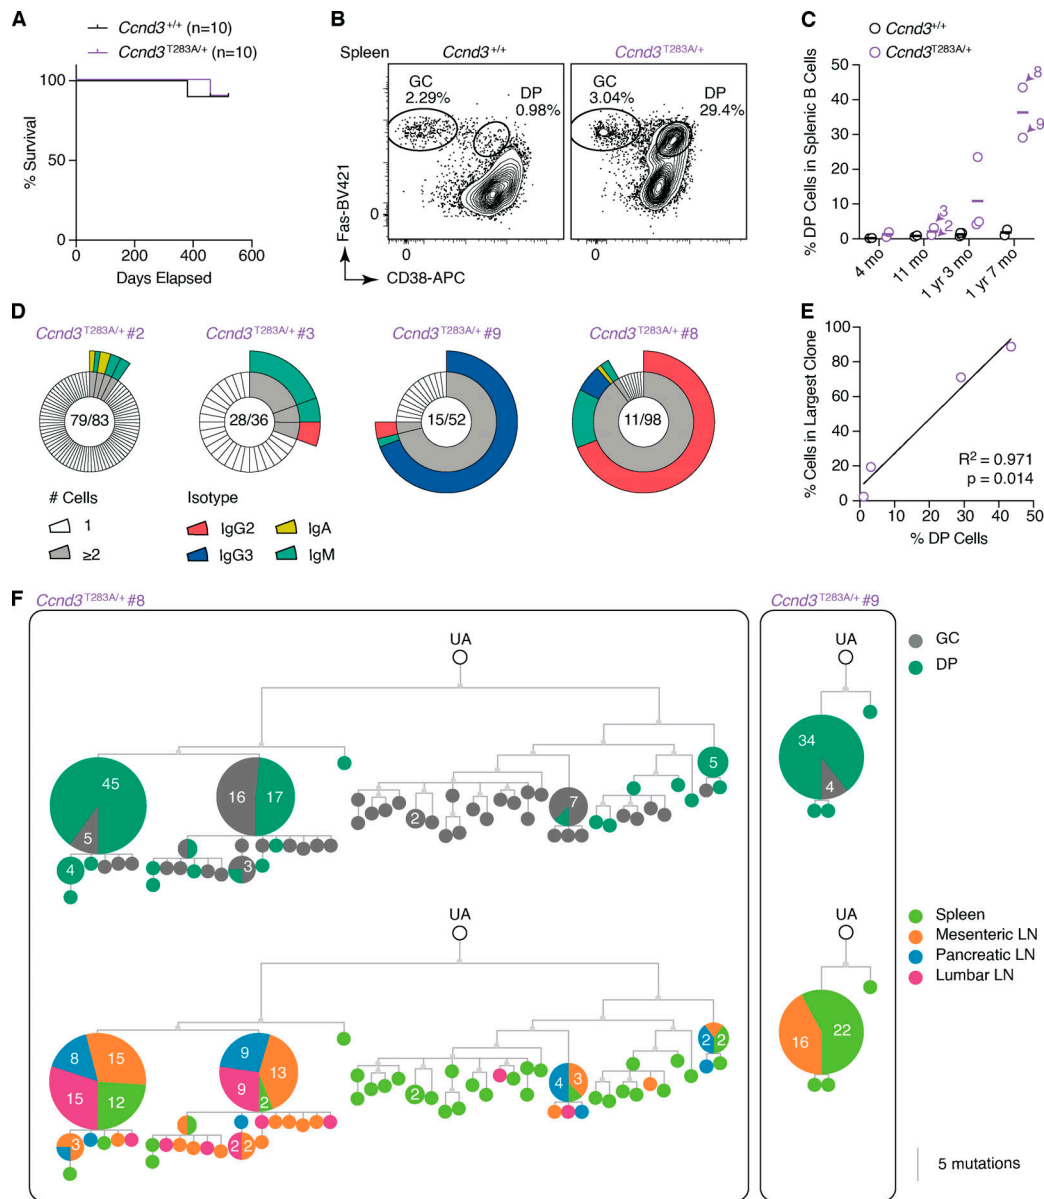 A
Ccnd3+/+ (n=10)
Ccnd3T283A/+ (n=10)
100
50
0
% Survival
0 200 400 600
Days Elapsed
B
Spleen
Ccnd3+/+
Ccnd3T283A/+
GC
2.29%
DP
0.98%
GC
3.04%
DP
29.4%
0
0
0
Fas-BV421
CD38-APC
C
Ccnd3+/+
Ccnd3T283A/+
% DP Cells in Splenic B Cells
50
40
30
20
10
0
8
9
3
2
4 mo
11 mo
1 yr 3 mo
1 yr 7 mo
D
Ccnd3T283A/+ #2
Ccnd3T283A/+ #3
Ccnd3T283A/+ #9
Ccnd3T283A/+ #8
79/83
28/36
15/52
11/98
# Cells
1
≥2
Isotype
IgG2
IgG3
IgA
IgM
E
% Cells in Largest Clone
100
80
60
40
20
0
R2 = 0.971
p = 0.014
0 10 20 30 40 50
% DP Cells
F
Ccnd3T283A/+ #8
Ccnd3T283A/+ #9
UA
45
5
4
16
17
3
2
7
5
UA
34
4
GC
DP
UA
8
15
15
12
3
9
13
9
2
2
2
2
4
3
2
2
UA
16
22
Spleen
Mesenteric LN
Pancreatic LN
Lumbar LN
5 mutations